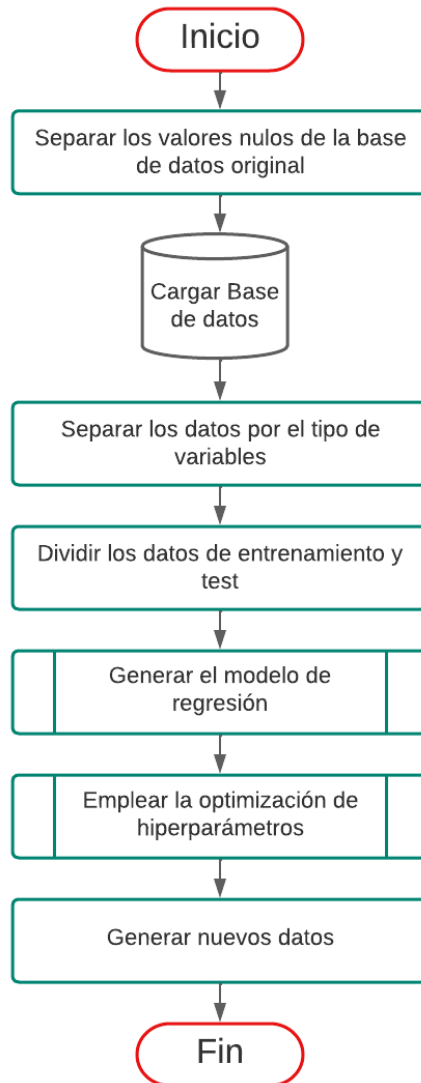 Inicio
Separar los valores nulos de la base
de datos original
Cargar Base
de datos
Separar los datos por el tipo de
variables
Dividir los datos de entrenamiento y
test
Generar el modelo de
regresión
Emplear la optimización de
hiperparámetros
Generar nuevos datos
Fin